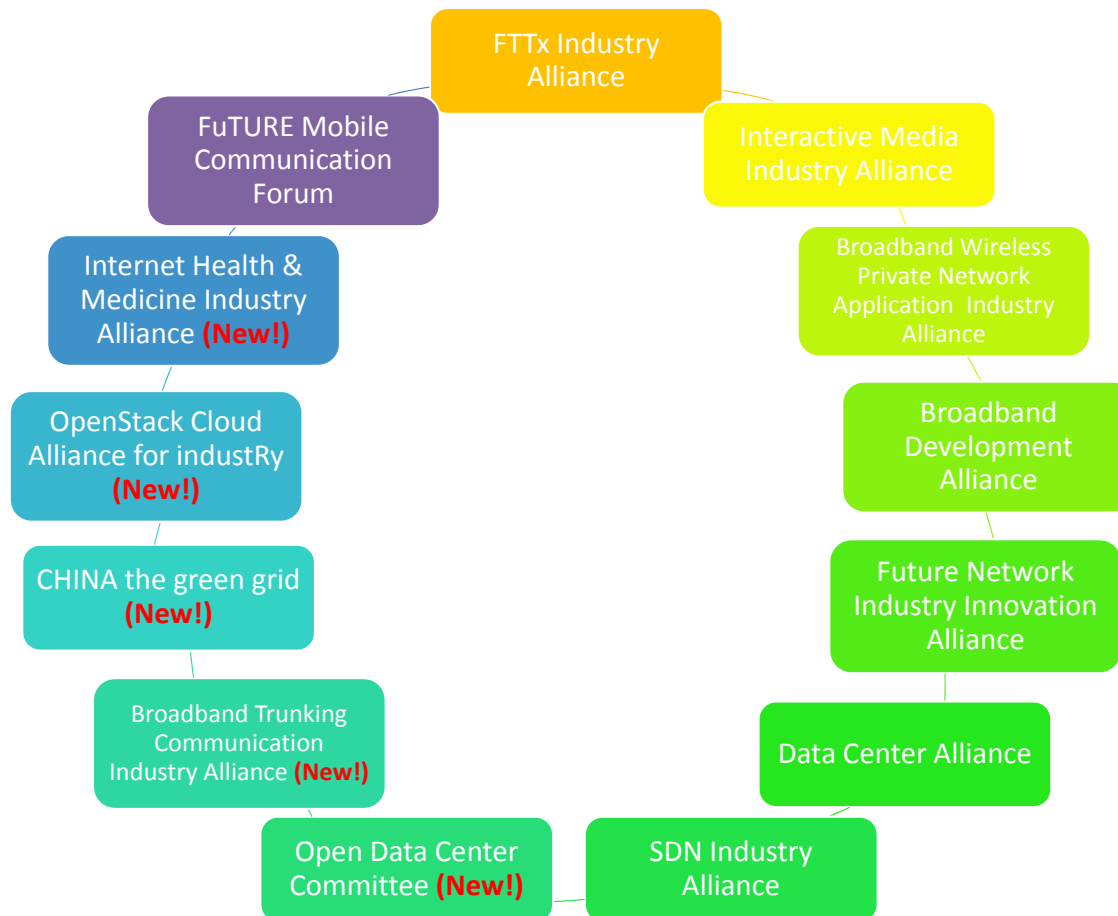 FTTx Industry
Alliance
Interactive Media
Industry Alliance
Broadband Wireless
Private Network
Application Industry
Alliance
Broadband
Development
Alliance
Future Network
Industry Innovation
Alliance
Data Center Alliance
SDN Industry
Alliance
Open Data Center
Committee (New!)
Broadband Trunking
Communication
Industry Alliance (New!)
CHINA the green grid
(New!)
OpenStack Cloud
Alliance for industRy
(New!)
Internet Health &
Medicine Industry
Alliance (New!)
FuTURE Mobile
Communication
Forum